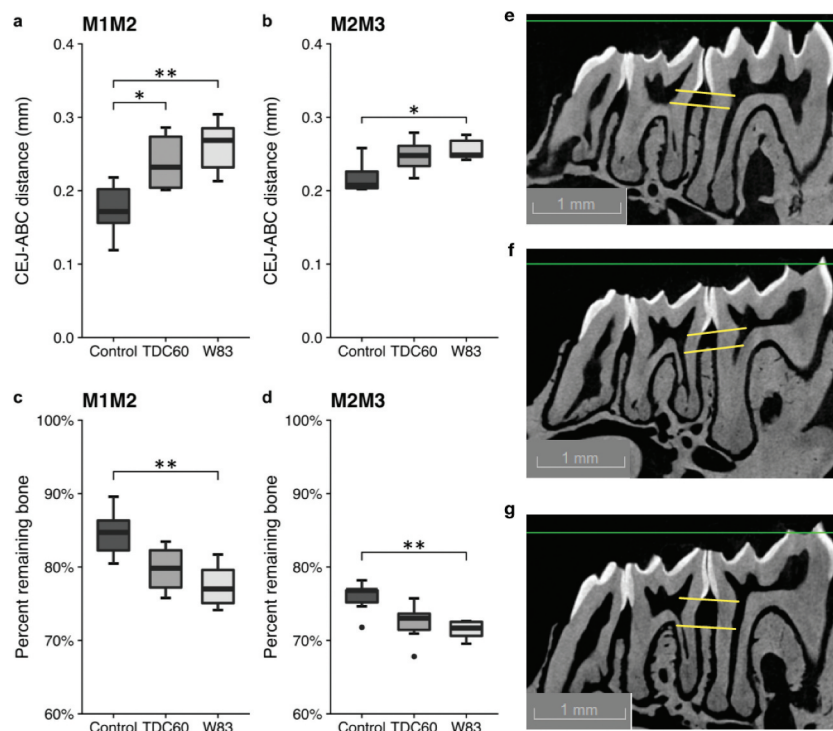 a
M1M2
CEJ-ABC distance (mm)
0.4
0.3
0.2
0.1
0.0
**
*
Control TDC60 W83
b
M2M3
CEJ-ABC distance (mm)
0.4
0.3
0.2
0.1
0.0
*
Control TDC60 W83
c
M1M2
Percent remaining bone
100%
90%
80%
70%
60%
**
Control TDC60 W83
d
M2M3
Percent remaining bone
100%
90%
80%
70%
60%
**
Control TDC60 W83
e
1 mm
f
1 mm
g
1 mm